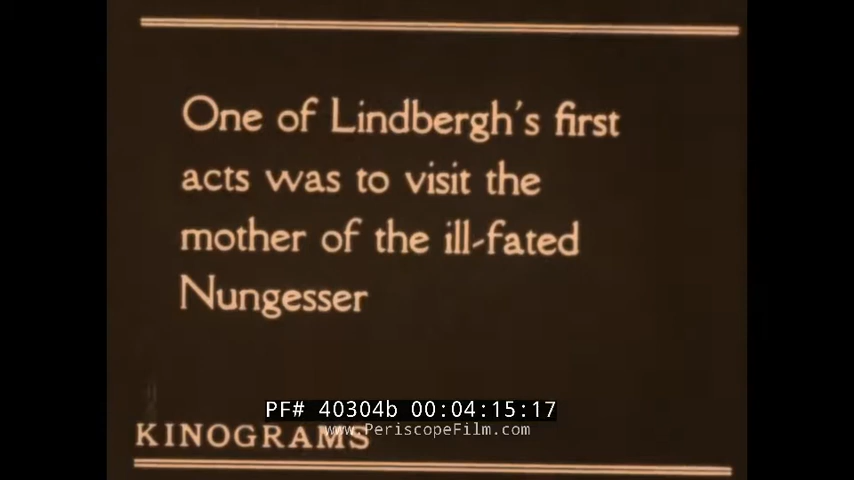 One of Lindbergh's first
acts was to visit the
mother of the ill-fated
Nungesser
PF# 40304b 00:04:15:17
KINOGRAMS
www.PeriscopeFilm.com